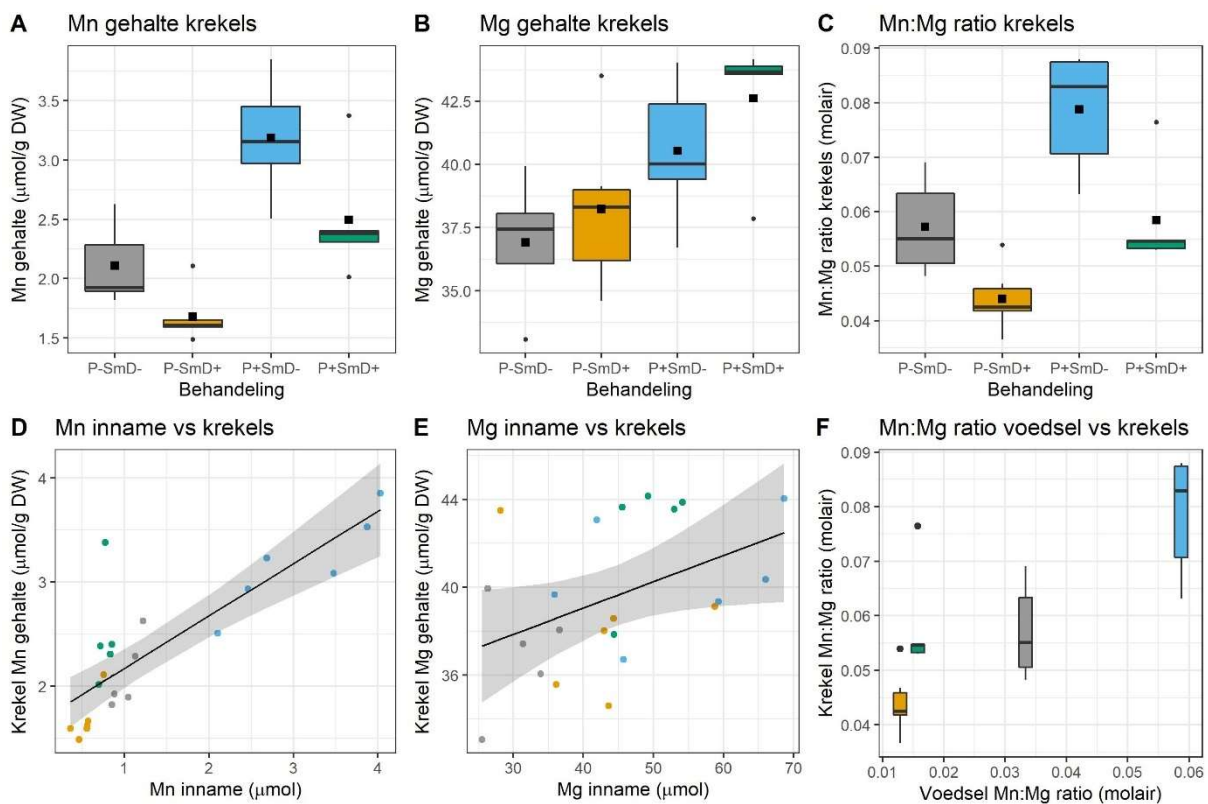 A Mn gehalte krekels
Mn gehalte (μmol/g DW)
3.5
3.0
2.5
2.0
1.5
P-SmD- P-SmD+ P+SmD- P+SmD+
Behandeling
B Mg gehalte krekels
Mg gehalte (μmol/g DW)
42.5
40.0
37.5
35.0
P-SmD- P-SmD+ P+SmD- P+SmD+
Behandeling
C Mn:Mg ratio krekels
Mn:Mg ratio krekels (molair)
0.09
0.08
0.07
0.06
0.05
0.04
P-SmD- P-SmD+ P+SmD- P+SmD+
Behandeling
D Mn inname vs krekels
Krekel Mn gehalte (μmol/g DW)
4
3
2
1 2 3 4
Mn inname (μmol)
E Mg inname vs krekels
Krekel Mg gehalte (μmol/g DW)
44
40
36
30 40 50 60 70
Mg inname (μmol)
F Mn:Mg ratio voedsel vs krekels
Krekel Mn:Mg ratio (molair)
0.09
0.08
0.07
0.06
0.05
0.04
0.01 0.02 0.03 0.04 0.05 0.06
Voedsel Mn:Mg ratio (molair)